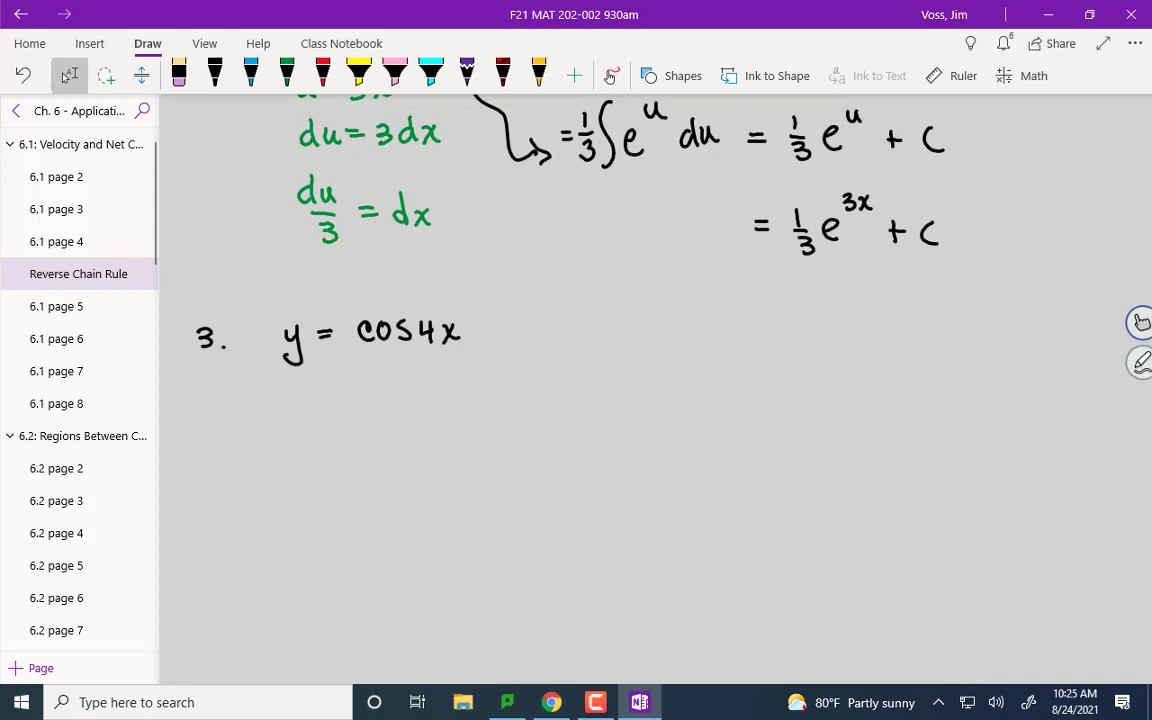 F21 MAT 202-002 930am
Voss, Jim
Home Insert Draw View Help Class Notebook
Share
Shapes
Ink to Shape
Ink to Text
Ruler
Math
Ch. 6 - Applicati...
6.1: Velocity and Net C...
6.1 page 2
6.1 page 3
6.1 page 4
Reverse Chain Rule
6.1 page 5
6.1 page 6
6.1 page 7
6.1 page 8
6.2: Regions Between C...
6.2 page 2
6.2 page 3
6.2 page 4
6.2 page 5
6.2 page 6
6.2 page 7
Page
du = 3 dx
= 1/3 ∫ e^u du = 1/3 e^u + C
du/3 = dx
= 1/3 e^3x + C
3. y = cos 4x
Type here to search
80°F Partly sunny
10:25 AM
8/24/2021